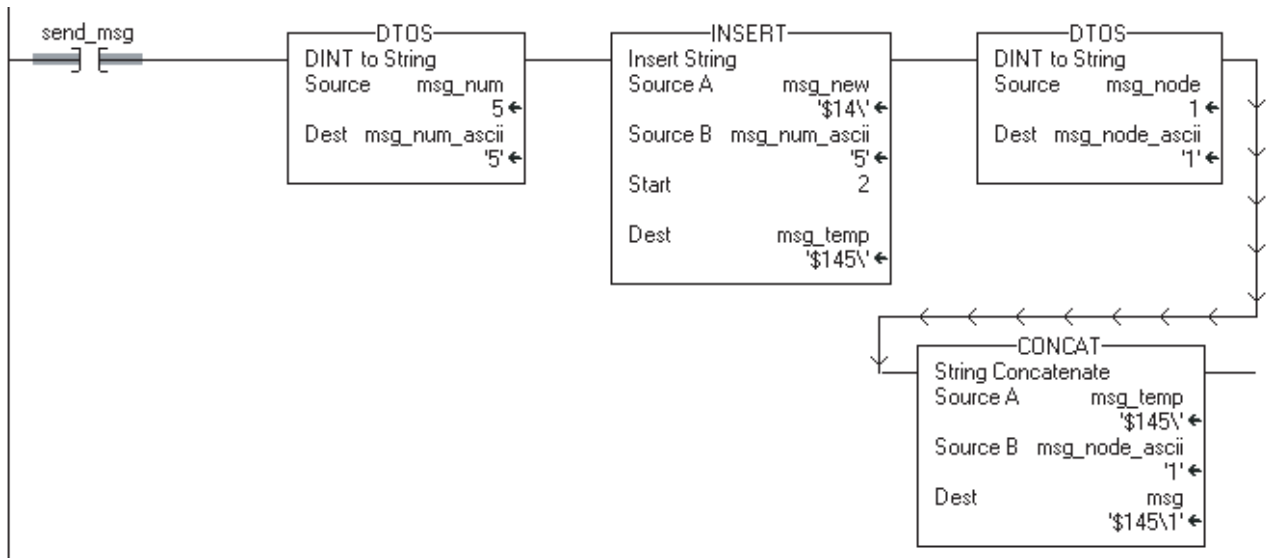 send_msg
DTOS
DINT to String
Source msg_num
5
Dest msg_num_ascii
'5'
INSERT
Insert String
Source A msg_new
'$14\'
Source B msg_num_ascii
'5'
Start 2
Dest msg_temp
'$145\'
DTOS
DINT to String
Source msg_node
1
Dest msg_node_ascii
'1'
CONCAT
String Concatenate
Source A msg_temp
'$145\'
Source B msg_node_ascii
'1'
Dest msg
'$145\1'